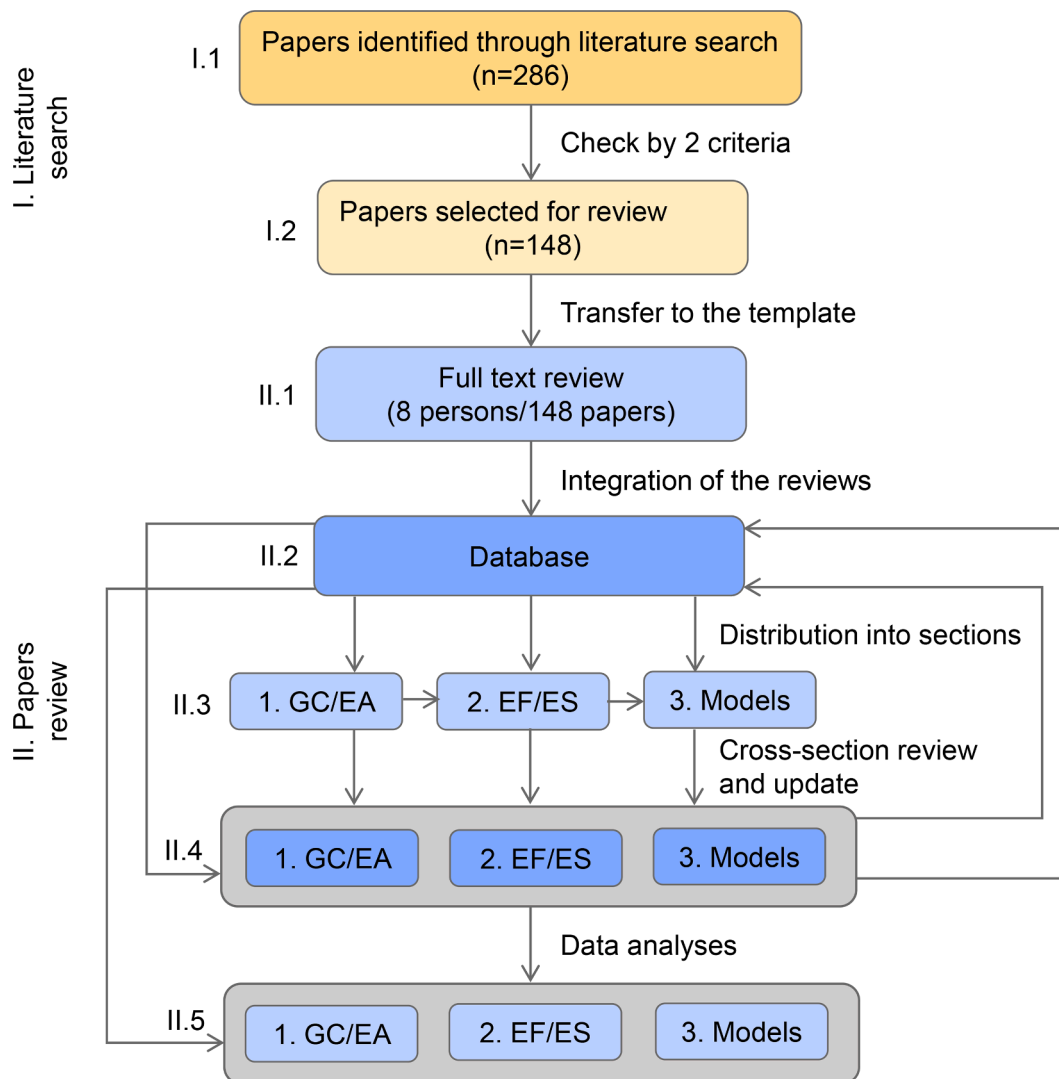 I. Literature
search
I.1
Papers identified through literature search
(n=286)
Check by 2 criteria
I.2
Papers selected for review
(n=148)
Transfer to the template
II. Papers
review
II.1
Full text review
(8 persons/148 papers)
Integration of the reviews
II.2
Database
Distribution into sections
II.3
1. GC/EA
2. EF/ES
3. Models
Cross-section review
and update
II.4
1. GC/EA
2. EF/ES
3. Models
Data analyses
II.5
1. GC/EA
2. EF/ES
3. Models